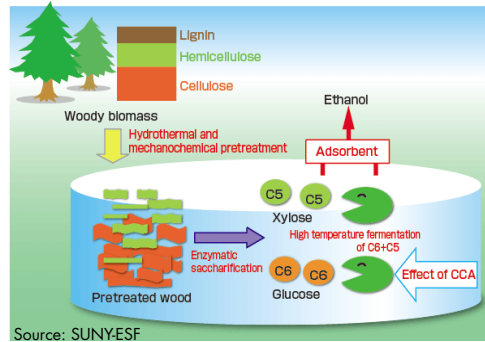 Lignin
Hemicellulose
Cellulose
Woody biomass
Hydrothermal and
mechanochemical pretreatment
Ethanol
Adsorbent
C5
C5
Xylose
High temperature fermentation
of C6+C5
Enzymatic
saccharification
C6
C6
Glucose
Effect of CCA
Pretreated wood
Source: SUNY-ESF